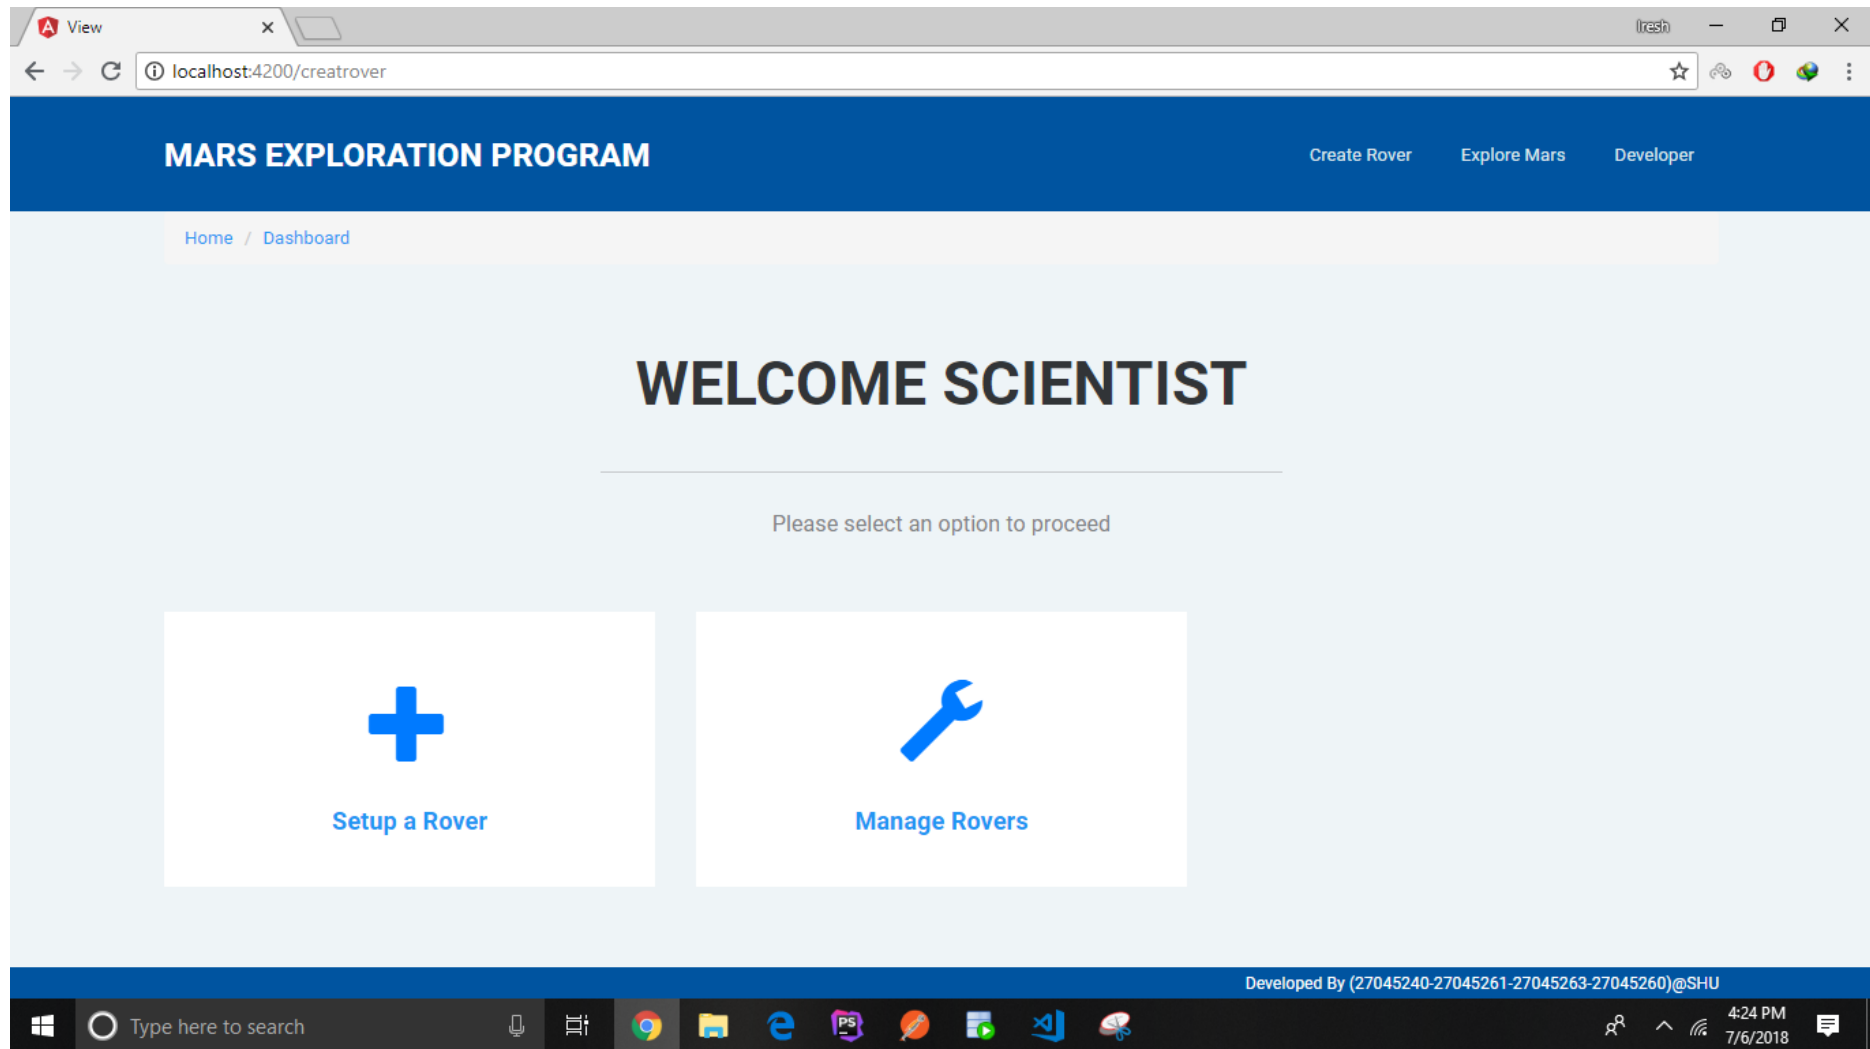 View
Iresh
localhost:4200/creatrover
MARS EXPLORATION PROGRAM
Create Rover
Explore Mars
Developer
Home / Dashboard
WELCOME SCIENTIST
Please select an option to proceed
Setup a Rover
Manage Rovers
Developed By (27045240-27045261-27045263-27045260)@SHU
Type here to search
PS
4:24 PM
7/6/2018